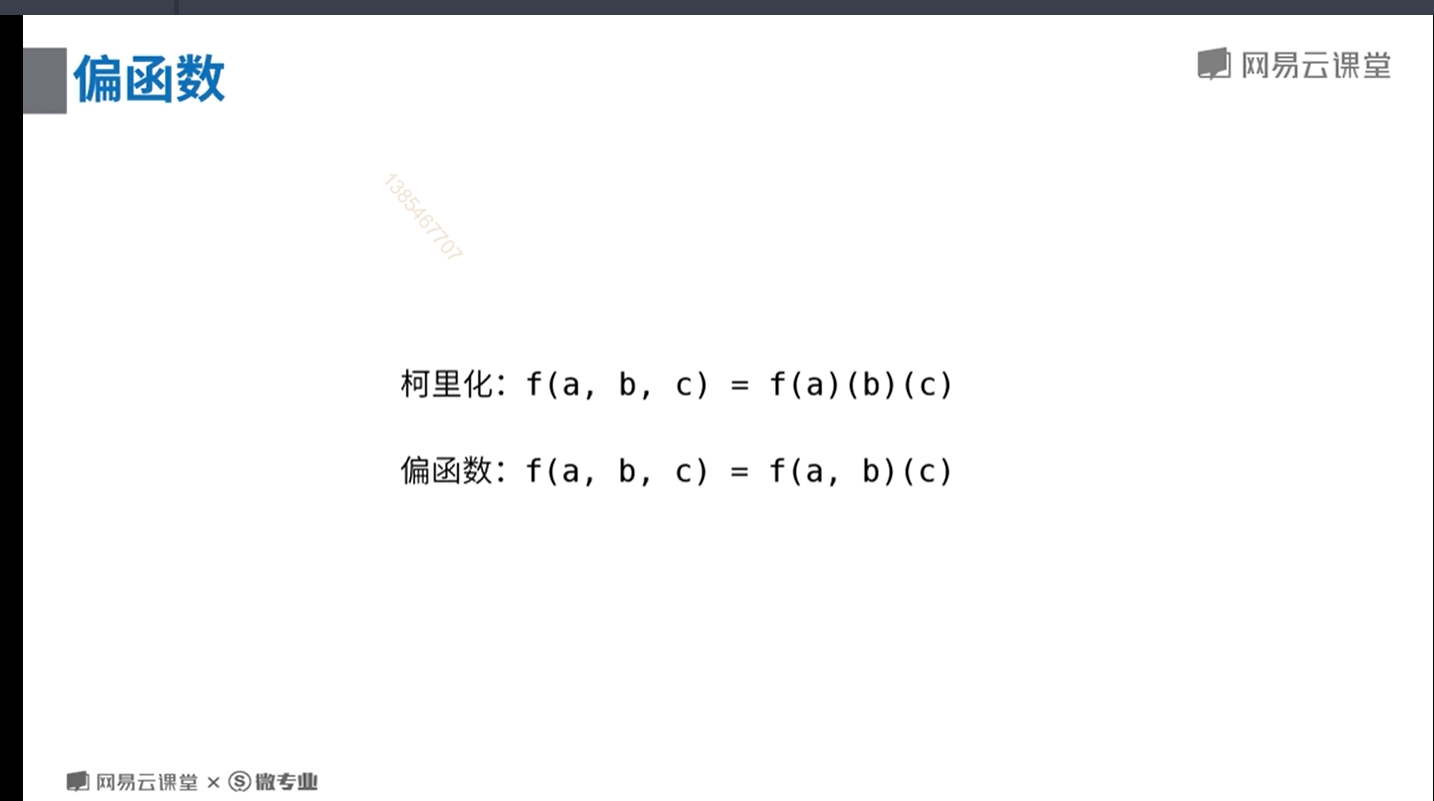 偏函数
网易云课堂
1385467707
柯里化：f(a, b, c) = f(a)(b)(c)
偏函数：f(a, b, c) = f(a, b)(c)
网易云课堂 × Ⓢ微专业